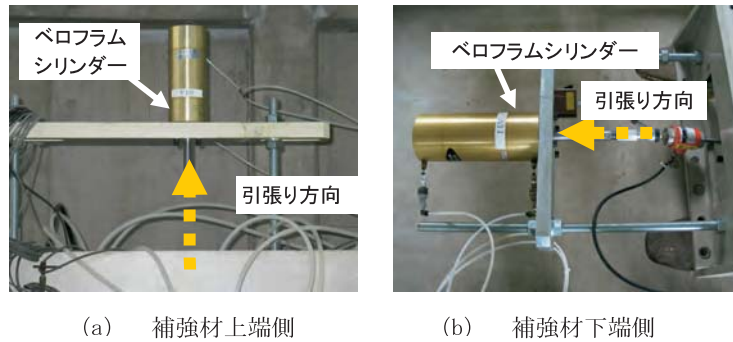 ベロフラム
シリンダー
引張り方向
ベロフラムシリンダー
引張り方向
(a)　補強材上端側
(b)　補強材下端側